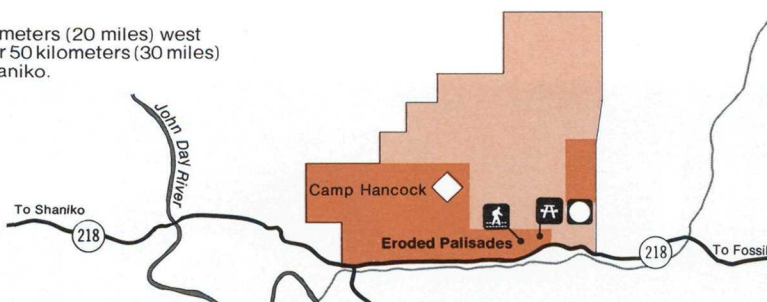 meters (20 miles) west
r 50 kilometers (30 miles)
aniko.
John Day River
Camp Hancock
To Shaniko
218
Eroded Palisades
218
To Fossil